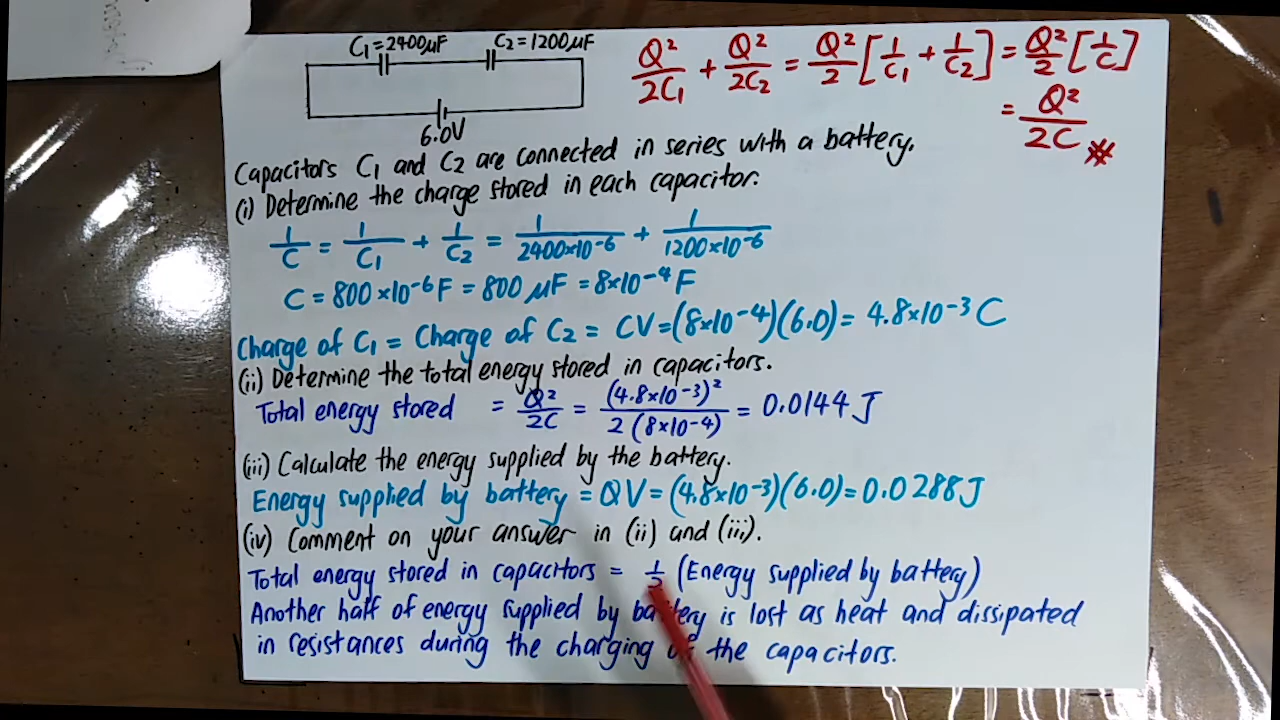 C₁=2400μF C₂=1200μF
6.0V
Q²/2C₁ + Q²/2C₂ = Q²/2 [1/C₁ + 1/C₂] = Q²/2 [1/C]
= Q²/2C
Capacitors C₁ and C₂ are connected in series with a battery.
(i) Determine the charge stored in each capacitor.
1/C = 1/C₁ + 1/C₂ = 1/2400×10⁻⁶ + 1/1200×10⁻⁶
C = 800×10⁻⁶F = 800 μF = 8×10⁻⁴F
Charge of C₁ = Charge of C₂ = CV=(8×10⁻⁴)(6.0)= 4.8×10⁻³C
(ii) Determine the total energy stored in capacitors.
Total energy stored = Q²/2C = (4.8×10⁻³)²/2(8×10⁻⁴) = 0.0144J
(iii) Calculate the energy supplied by the battery.
Energy supplied by battery = QV=(4.8×10⁻³)(6.0)=0.0288J
(iv) Comment on your answer in (ii) and (iii).
Total energy stored in capacitors = 1/2 (Energy supplied by battery)
Another half of energy supplied by battery is lost as heat and dissipated
in resistances during the charging of the capacitors.